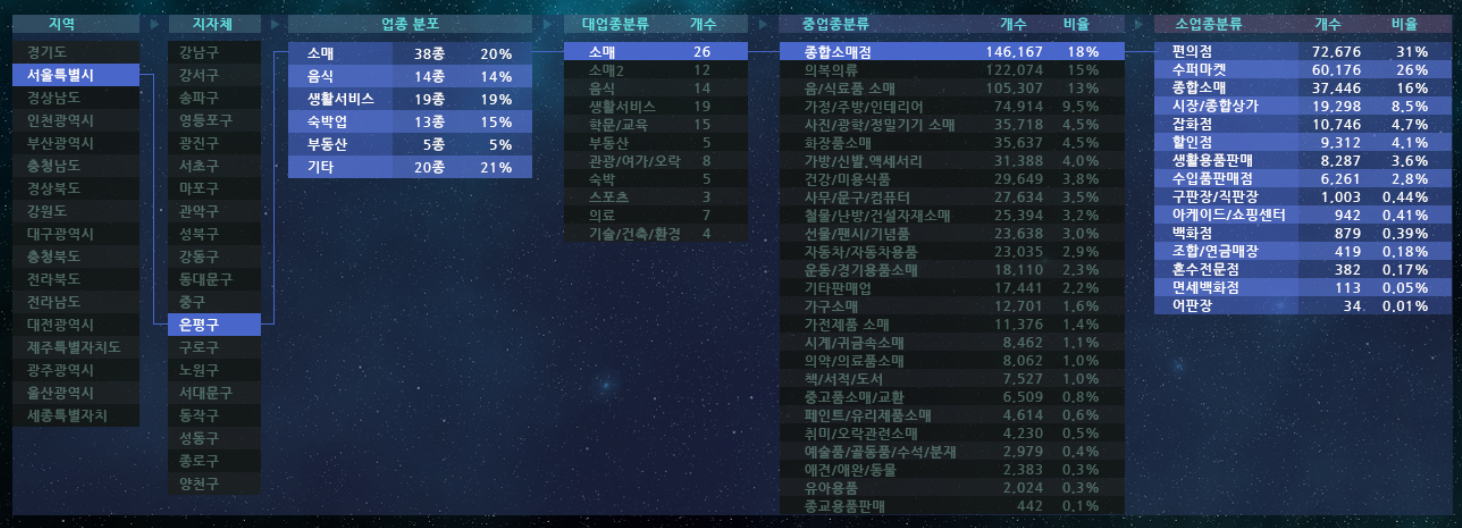 지역
경기도
서울특별시
경상남도
인천광역시
부산광역시
충청남도
경상북도
강원도
대구광역시
충청북도
전라북도
전라남도
대전광역시
제주특별자치도
광주광역시
울산광역시
세종특별자치
지자체
강남구
강서구
송파구
영등포구
광진구
서초구
마포구
관악구
성북구
강동구
동대문구
중구
은평구
구로구
노원구
서대문구
동작구
성동구
종로구
양천구
업종 분포
소매 38종 20%
음식 14종 14%
생활서비스 19종 19%
숙박업 13종 15%
부동산 5종 5%
기타 20종 21%
대업종분류 개수
소매 26
소매2 12
음식 14
생활서비스 19
학문/교육 15
부동산 5
관광/여가/오락 8
숙박 5
스포츠 3
의료 7
기술/건축/환경 4
중업종분류 개수 비율
종합소매점 146,167 18%
의복의류 122,074 15%
음/식료품 소매 105,307 13%
가정/주방/인테리어 74,914 9.5%
사진/광학/정밀기기 소매 35,718 4.5%
화장품소매 35,637 4.5%
가방/신발.액세서리 31,388 4.0%
건강/미용식품 29,649 3.8%
사무/문구/컴퓨터 27,634 3.5%
철물/난방/건설자재소매 25,394 3.2%
선물/팬시/기념품 23,638 3.0%
자동차/자동차용품 23,035 2.9%
운동/경기용품소매 18,110 2.3%
기타판매업 17,441 2.2%
가구소매 12,701 1.6%
가전제품 소매 11,376 1.4%
시계/귀금속소매 8,462 1.1%
의약/의료품소매 8,062 1.0%
책/서적/도서 7,527 1.0%
중고품소매/교환 6,509 0.8%
페인트/유리제품소매 4,614 0.6%
취미/오락관련소매 4,230 0.5%
예술품/골동품/수석/분재 2,979 0.4%
애견/애완/동물 2,383 0.3%
유아용품 2,024 0.3%
종교용품판매 442 0.1%
소업종분류 개수 비율
편의점 72,676 31%
수퍼마켓 60,176 26%
종합소매 37,446 16%
시장/종합상가 19,298 8.5%
잡화점 10,746 4.7%
할인점 9,312 4.1%
생활용품판매 8,287 3.6%
수입품판매점 6,261 2.8%
구판장/직판장 1,003 0.44%
아케이드/쇼핑센터 942 0.41%
백화점 879 0.39%
조합/연금매장 419 0.18%
혼수전문점 382 0.17%
면세백화점 113 0.05%
어판장 34 0.01%